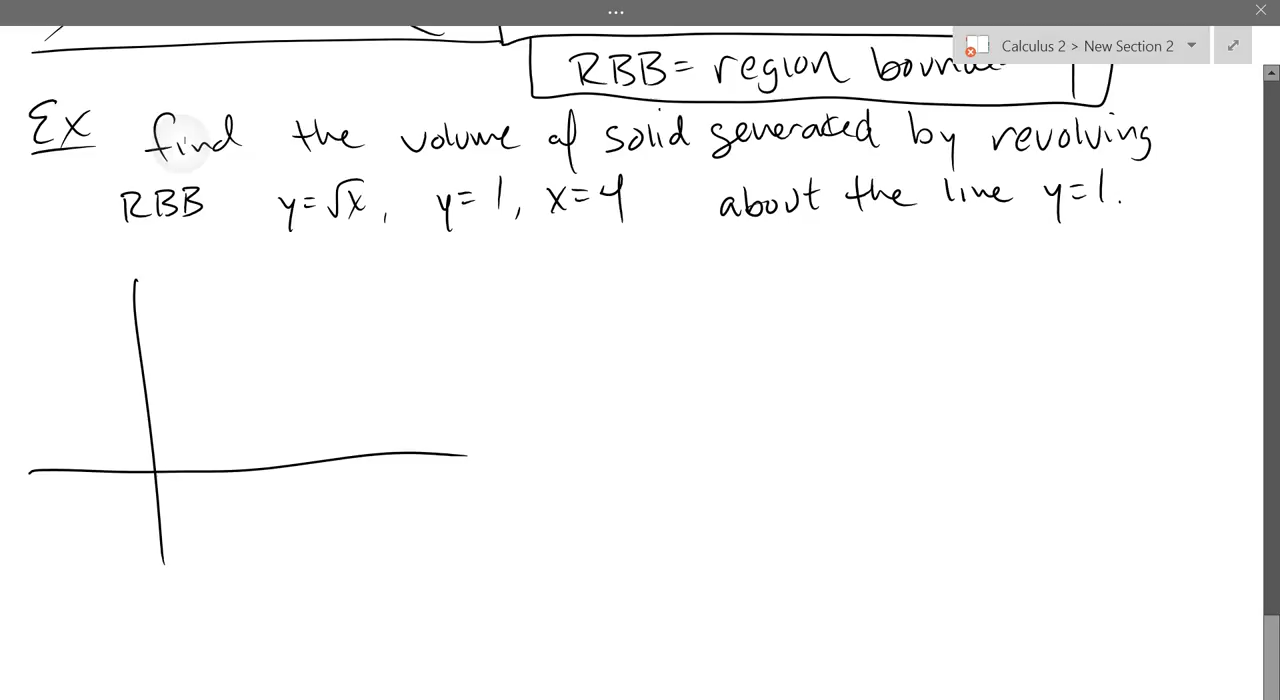 ...
Calculus 2 > New Section 2
RBB = region
Ex find the volume of solid generated by revolving
RBB y=√x, y=1, x=4 about the line y=1.